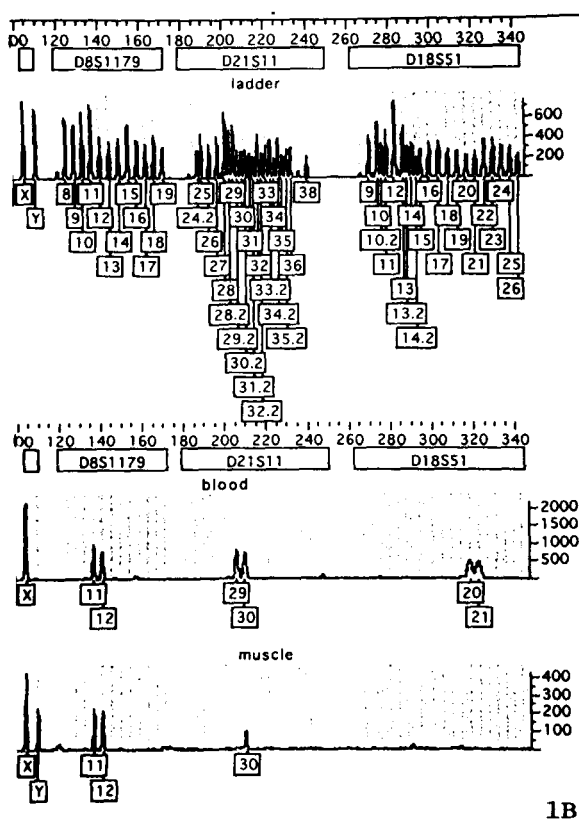 100 120 140 160 180 200 220 240 260 280 300 320 340
D8S1179 D21S11 D18S51
ladder
600
400
200
X 8 11 15 19 25 29 33 38 9 12 16 20 24
Y 9 12 16 24.2 30 34 10 14 18 22
10 14 18 26 31 35 10.2 15 19 23
13 17 27 32 36 11 17 21 25
28 33.2 13 26
28.2 34.2 13.2
29.2 35.2 14.2
30.2
31.2
32.2
00 120 140 160 180 200 220 240 260 280 300 320 340
D8S1179 D21S11 D18S51
blood
2000
1500
1000
500
X 11 29 20
12 30 21
muscle
400
300
200
100
X 11 30
Y 12
1B